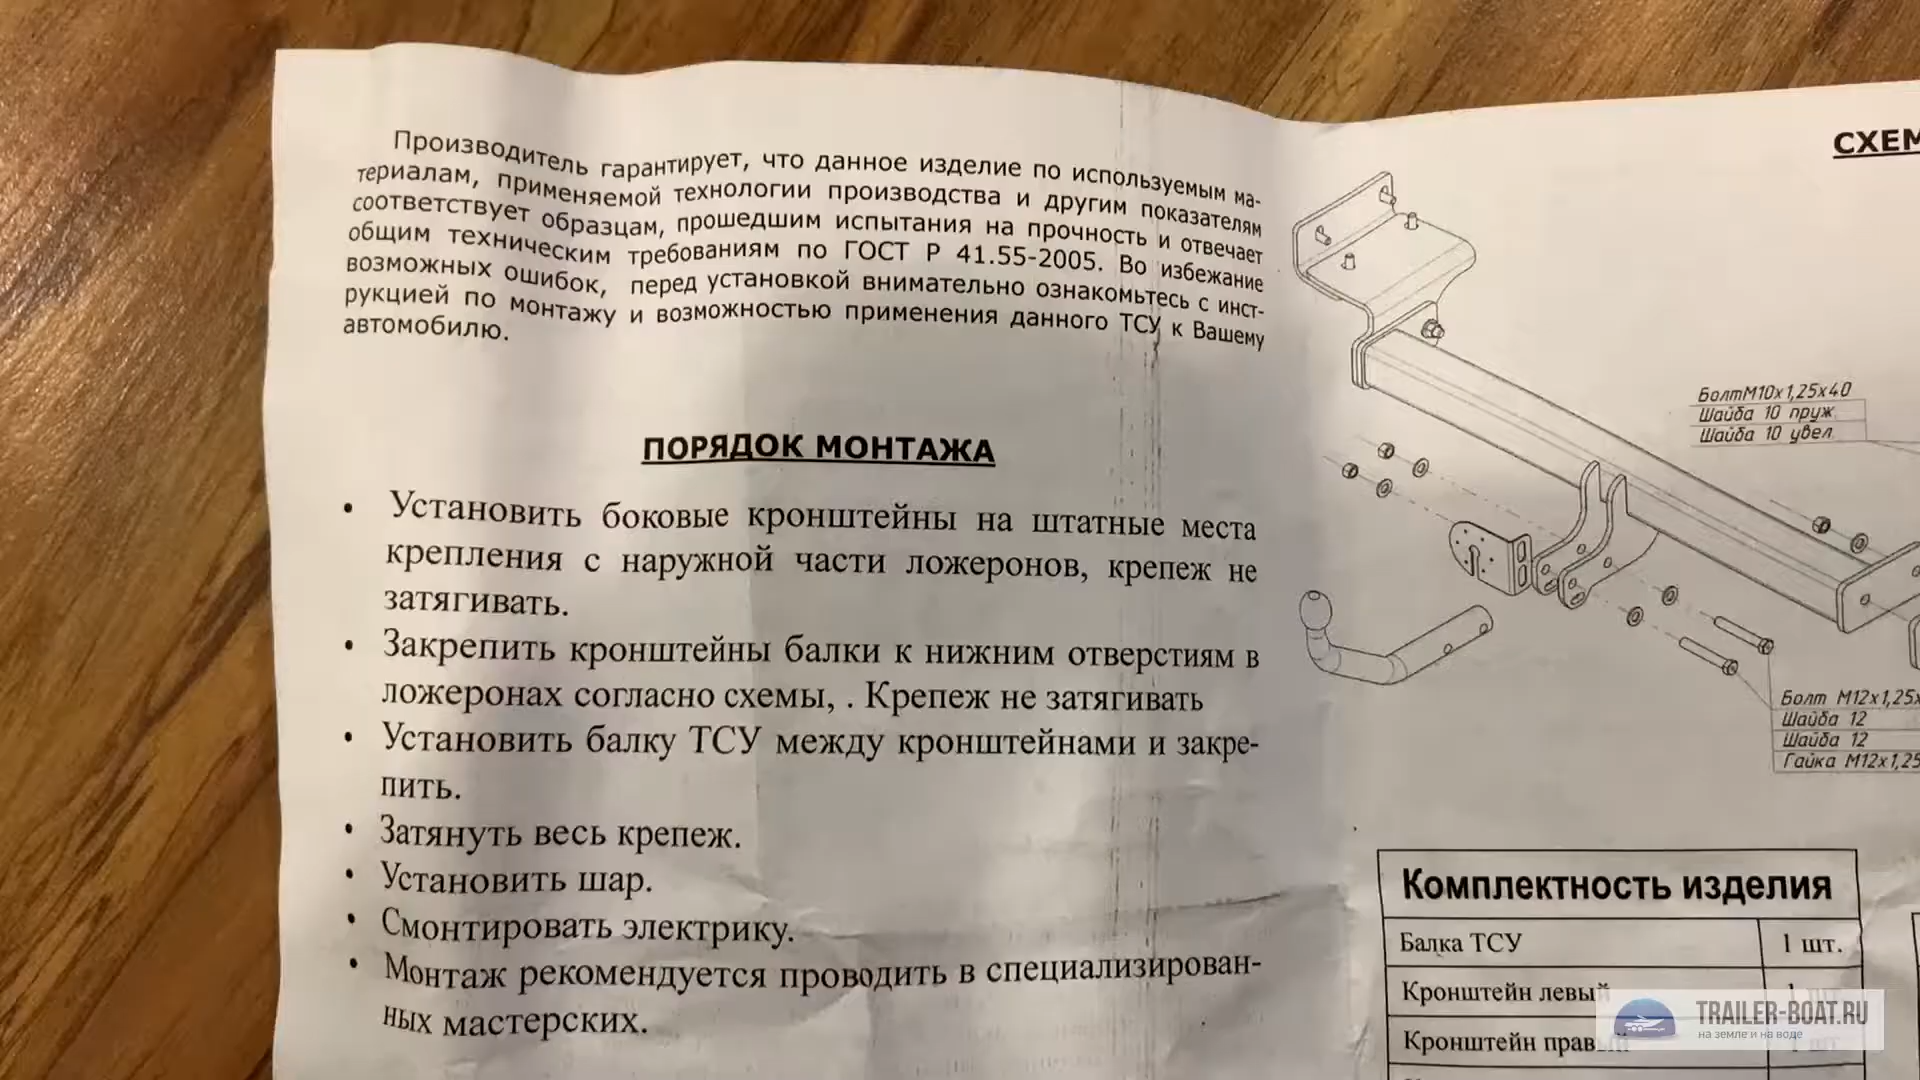 Производитель гарантирует, что данное изделие по используемым ма-
териалам, применяемой технологии производства и другим показателям
соответствует образцам, прошедшим испытания на прочность и отвечает
общим техническим требованиям по ГОСТ Р 41.55-2005. Во избежание
возможных ошибок, перед установкой внимательно ознакомьтесь с инст-
рукцией по монтажу и возможностью применения данного ТСУ к Вашему
автомобилю.
ПОРЯДОК МОНТАЖА
• Установить боковые кронштейны на штатные места
крепления с наружной части ложеронов, крепеж не
затягивать.
• Закрепить кронштейны балки к нижним отверстиям в
ложеронах согласно схемы, . Крепеж не затягивать
• Установить балку ТСУ между кронштейнами и закре-
пить.
• Затянуть весь крепеж.
• Установить шар.
• Смонтировать электрику.
• Монтаж рекомендуется проводить в специализирован-
ных мастерских.
СХЕМ
БолтМ10х1,25х40
Шайба 10 пруж.
Шайба 10 увел.
Болт М12х1,25х
Шайба 12
Шайба 12
Гайка М12х1,25
Комплектность изделия
Балка ТСУ 1 шт.
Кронштейн левый
Кронштейн правый
TRAILER-BOAT.RU
на земле и на воде